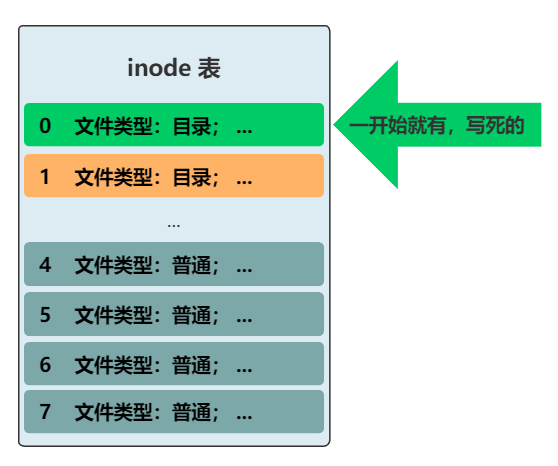 inode 表
0 文件类型：目录； ...
一开始就有，写死的
1 文件类型：目录； ...
...
4 文件类型：普通； ...
5 文件类型：普通； ...
6 文件类型：普通； ...
7 文件类型：普通； ...